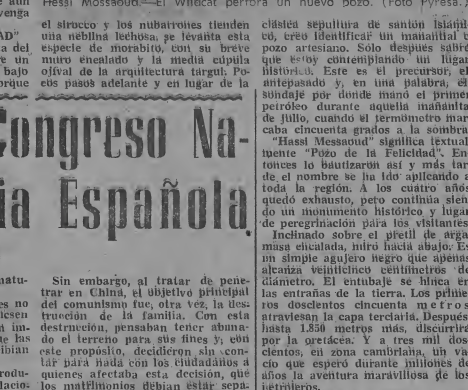 Hessi Messaoud.—El Wildcat perfora un nuevo pozo. (Foto Pyresa.)
venga
AD"
a del
e un
bajo
orque
el sirocco y los nubarrones tienden
una neblina lechosa, se levanta esta
especie de morabito, con su breve
muro encalado y la media cúpula
ojival de la arquitectura targui. Po-
cos pasos adelante y en lugar de la
Congreso Na-
ia Española
natu-
es no
licsen
n im-
e las
ibian
rodu-
lacio-
Sin embargo, al tratar de pene-
trar en China, el objetivo principal
del comunismo fue, otra vez, la des-
trucción de la familia. Con esta
destrucción, pensaban tener abona-
do el terreno para sus fines y, con
este propósito, decidieron sin con-
tar para nada con los ciudadanos a
quienes afectaba esta decisión, que
los matrimonios debían estar sepa-
clásica sepultura de santón islámi-
co, creo identificar un manantial o
pozo artesiano. Sólo después sabré
que estoy contemplando un lugar
histórico. Este es el precursor, el
antepasado y, en una palabra, el
sondaje por donde manó el primer
petróleo durante aquella mañanita
de julio, cuando el termómetro mar-
caba cincuenta grados a la sombra.
"Hassi Messaoud" significa textual-
mente "Pozo de la Felicidad". En-
tonces lo bautizaron así y más tar-
de el nombre se ha ido aplicando a
toda la región. A los cuatro años
quedó exhausto, pero continúa sien-
do un monumento histórico y lugar
de peregrinación para los visitantes.
Inclinado sobre el pretil de arga-
masa encalada, miro hacia abajo. Es
un simple agujero negro que apenas
alcanza veinticinco centímetros de
diámetro. El entubaje se hinca en
las entrañas de la tierra. Los prime-
ros doscientos cincuenta metros
atraviesan la capa terciaria. Después,
hasta 1.850 metros más, discurrirá
por la cretácea. Y a tres mil dos-
cientos, en zona cambriana, un va-
cío que esperó durante millones de
años la aventura maravillosa de los
petroleros.